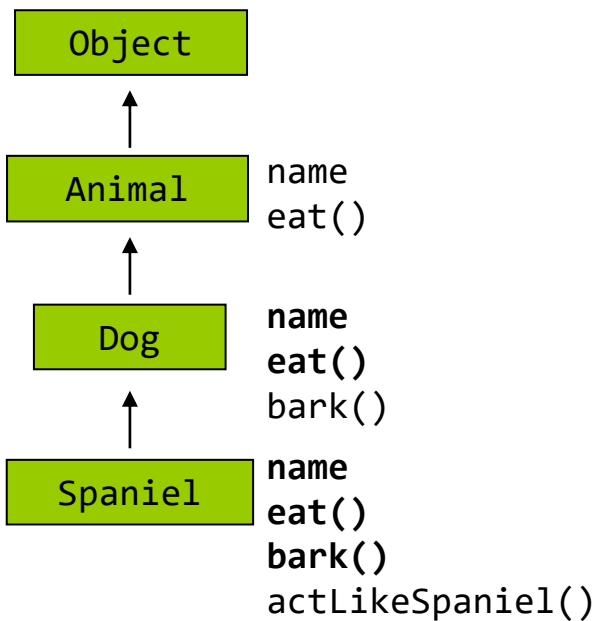 Object
Animal
name
eat()
Dog
name
eat()
bark()
Spaniel
name
eat()
bark()
actLikeSpaniel()